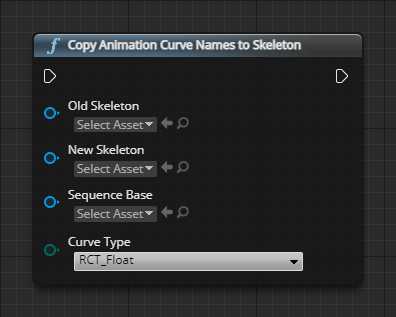 Copy Animation Curve Names to Skeleton
Old Skeleton
Select Asset
New Skeleton
Select Asset
Sequence Base
Select Asset
Curve Type
RCT_Float